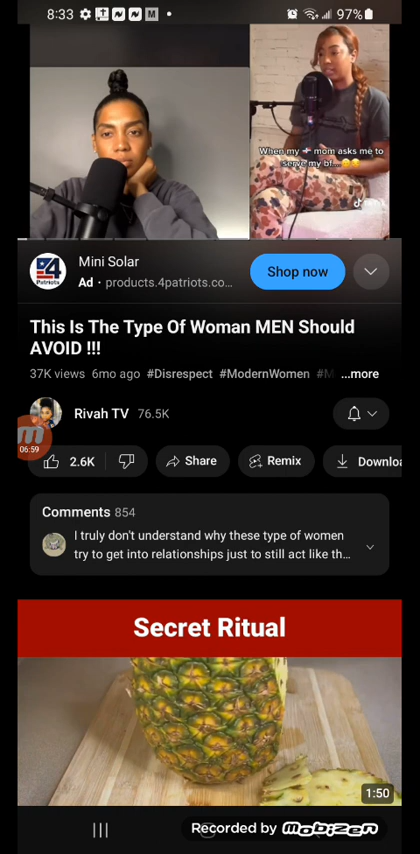 8:33 M 97%
When my mom asks me to
serve my bf....
4
Patriots
Mini Solar
Ad · products.4patriots.co...
Shop now
This Is The Type Of Woman MEN Should
AVOID !!!
37K views 6mo ago #Disrespect #ModernWomen #M ...more
Rivah TV 76.5K
06:59
2.6K Share Remix Downloa
Comments 854
I truly don't understand why these type of women
try to get into relationships just to still act like th...
Secret Ritual
1:50
Recorded by mobizen